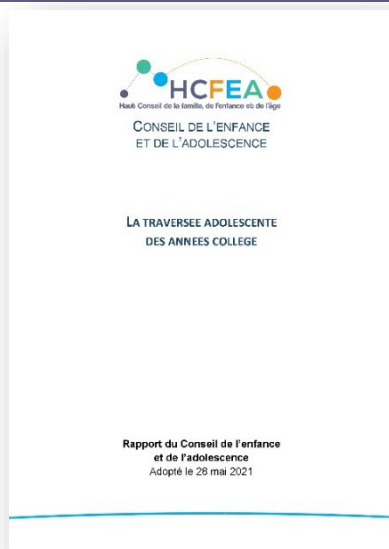 HCFEA
Haut Conseil de la famille, de l'enfance et de l'âge
CONSEIL DE L'ENFANCE
ET DE L'ADOLESCENCE
LA TRAVERSEE ADOLESCENTE
DES ANNEES COLLEGE
Rapport du Conseil de l'enfance
et de l'adolescence
Adopté le 28 mai 2021